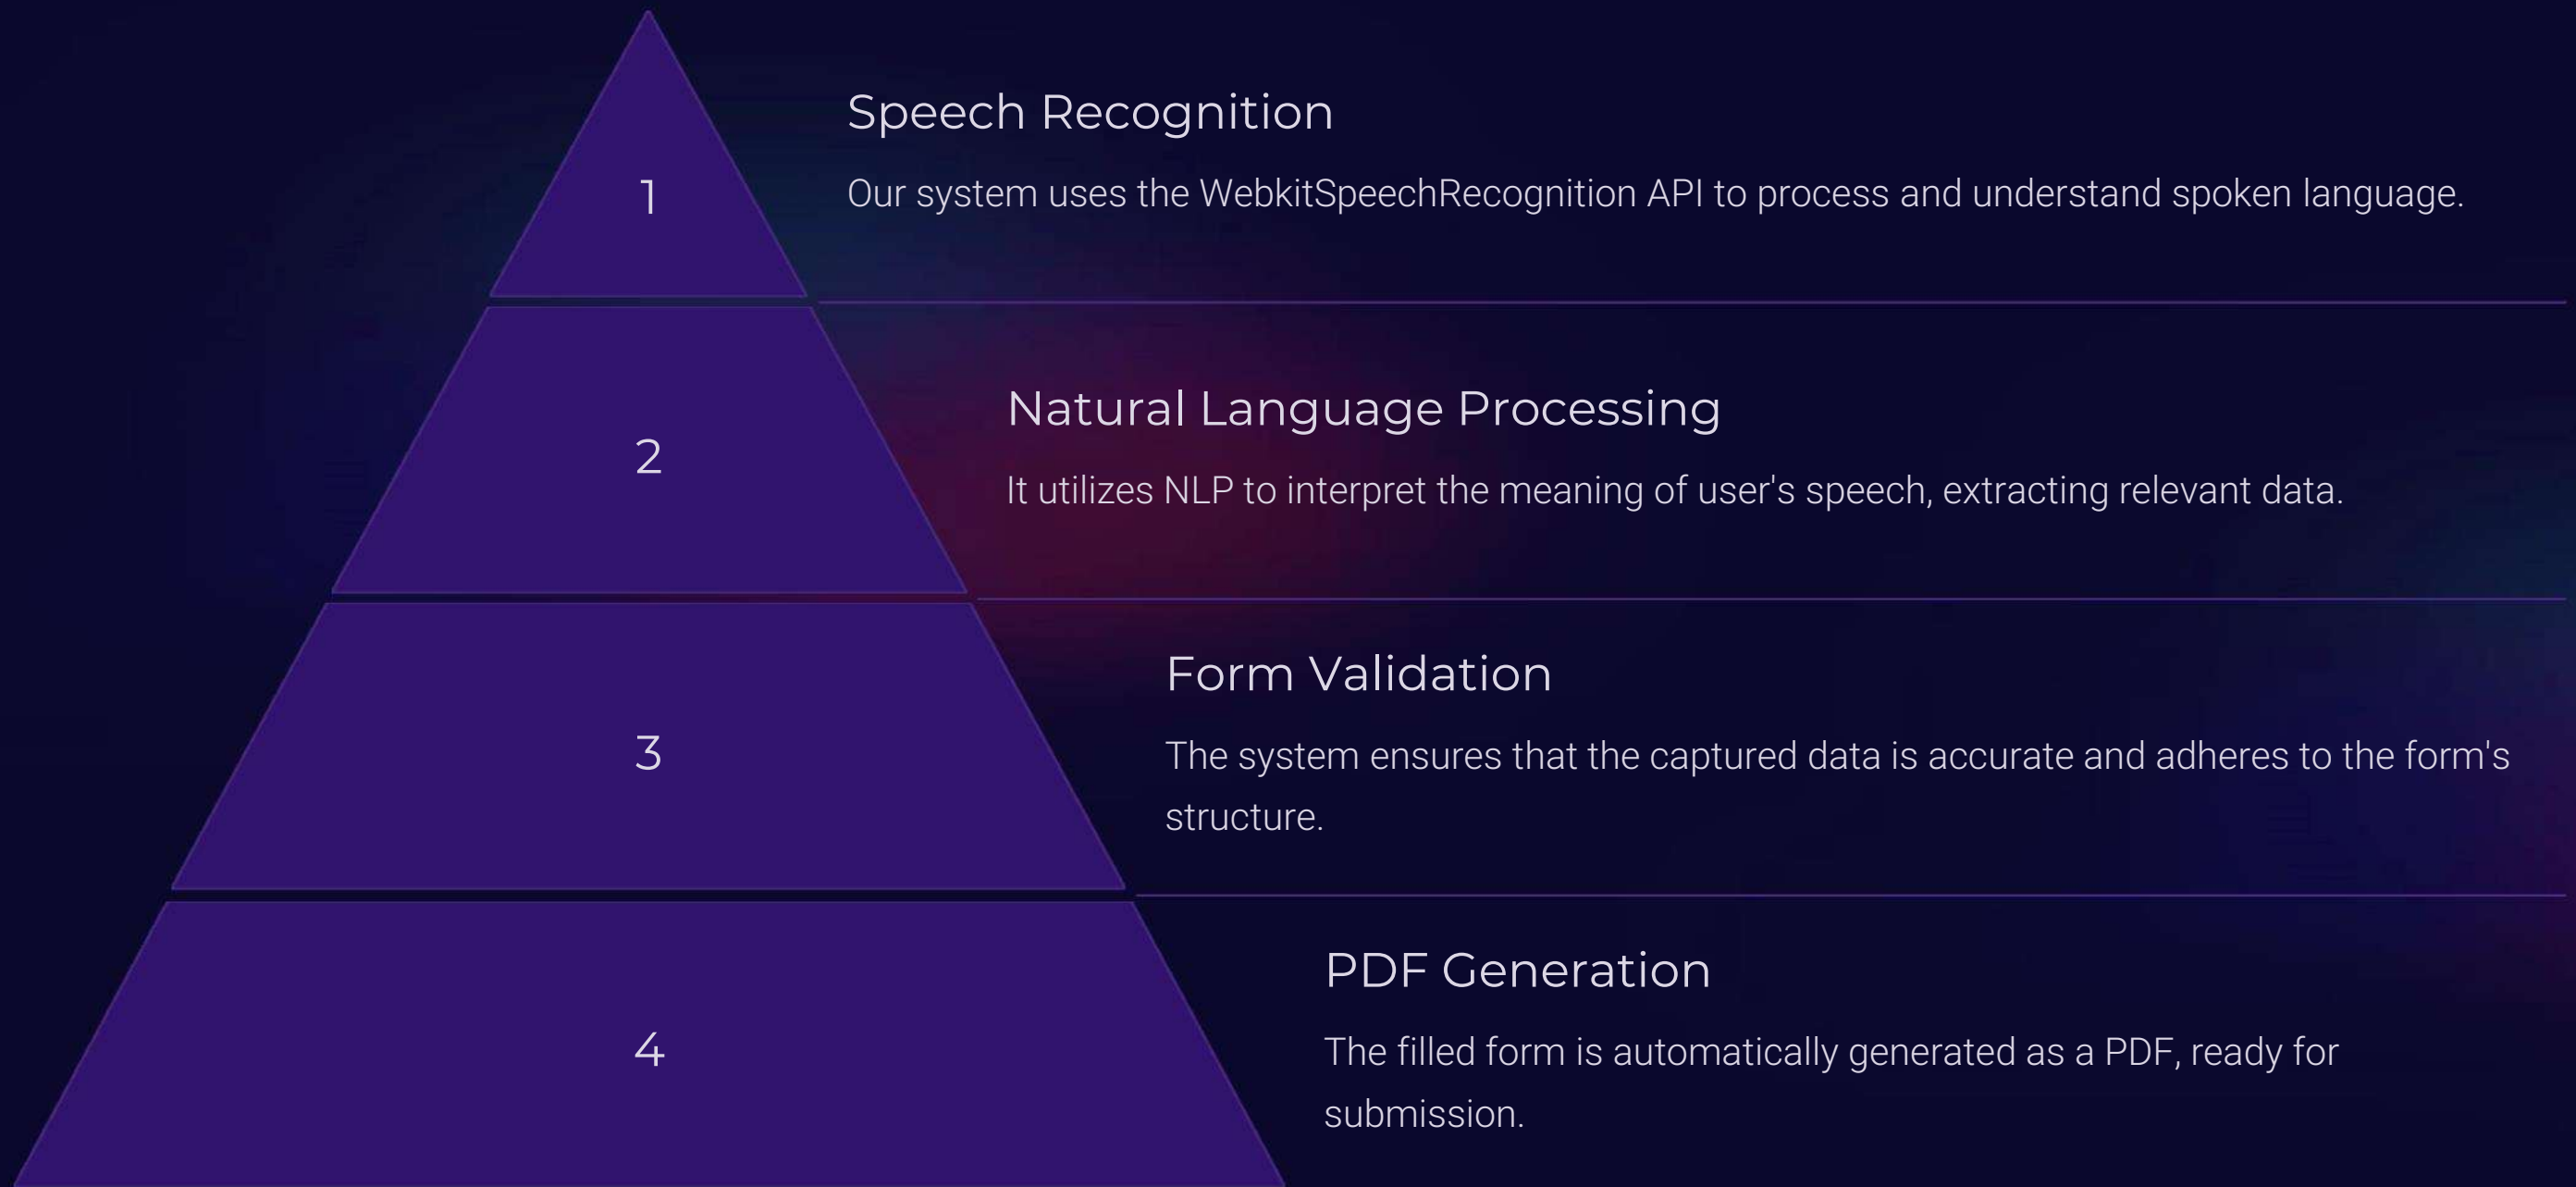 1
Speech Recognition
Our system uses the WebkitSpeechRecognition API to process and understand spoken language.
2
Natural Language Processing
It utilizes NLP to interpret the meaning of user's speech, extracting relevant data.
3
Form Validation
The system ensures that the captured data is accurate and adheres to the form's
structure.
4
PDF Generation
The filled form is automatically generated as a PDF, ready for
submission.